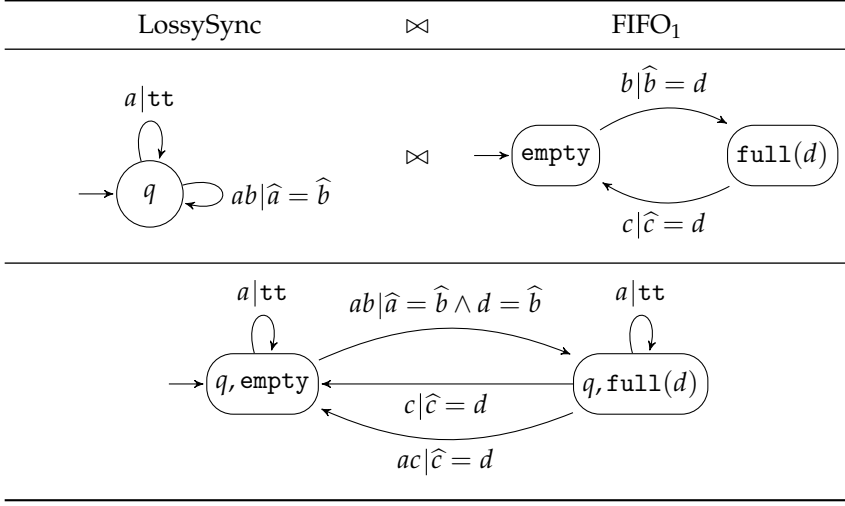 LossySync ⋈ FIFO₁
a|tt
b|b̂ = d
q
ab|â = b̂
⋈
empty
full(d)
c|ĉ = d
a|tt
ab|â = b̂ ∧ d = b̂
a|tt
q, empty
q, full(d)
c|ĉ = d
ac|ĉ = d